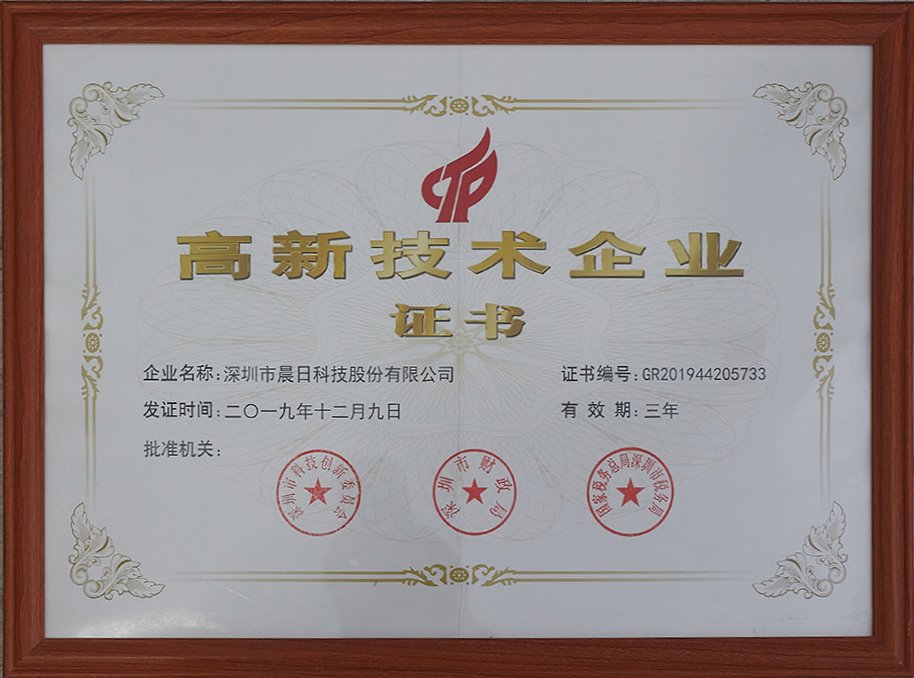 高新技术企业
证书
企业名称：深圳市晨日科技股份有限公司
证书编号：GR201944205733
发证时间：二〇一九年十二月九日
有 效 期：三年
批准机关：
深圳市科技创新委员会
深圳市财政局
国家税务总局深圳市税务局